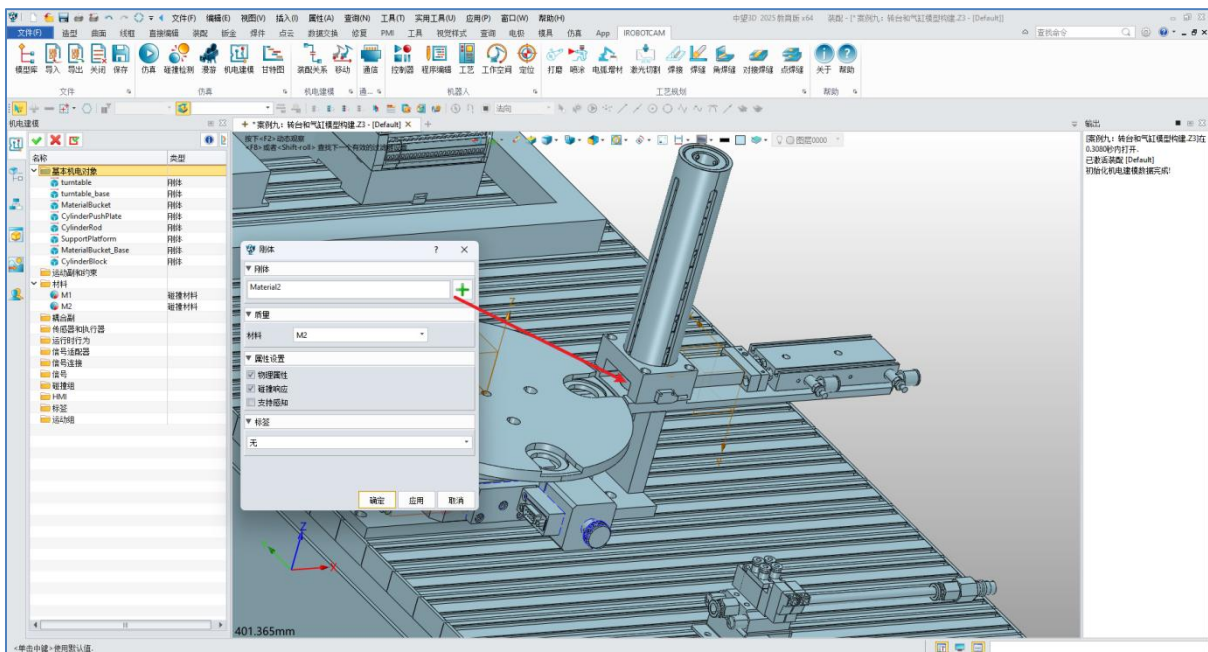 文件(F) 编辑(E) 视图(V) 插入(I) 属性(A) 查询(N) 工具(T) 实用工具(U) 应用(P) 窗口(W) 帮助(H)
中望3D 2025 教育版 x64 装配 - [* 案例九：转台和气缸模型构建.Z3 - [Default]]
文件(F) 造型 曲面 线框 直接编辑 装配 钣金 焊件 点云 数据交换 修复 PMI 工具 视觉样式 查询 电极 模具 仿真 App IROBOTCAM 查找命令
模型库 导入 导出 关闭 保存 仿真 碰撞检测 漫游 机电建模 甘特图 装配关系 移动 通信 控制器 程序编辑 工艺 工作空间 定位 打磨 喷涂 电弧增材 激光切割 焊接 焊缝 角焊缝 对接焊缝 点焊缝 关于 帮助
文件 仿真 机电建模 通... 机器人 工艺规划 帮助
机电建模
* 案例九：转台和气缸模型构建.Z3 - [Default]
输出
按下<F2>动态观察
<F8>或者<Shift-roll>查找下一个有效的过滤设置.
图层0000
[案例九：转台和气缸模型构建.Z3]在
0.3080秒内打开.
已激活装配 [Default]
初始化机电建模数据完成!
名称 类型
基本机电对象
turntable 刚体
turntable_base 刚体
MaterialBucket 刚体
CylinderPushPlate 刚体
CylinderRod 刚体
SupportPlatform 刚体
MaterialBucket_Base 刚体
CylinderBlock 刚体
运动副和约束
材料
M1 碰撞材料
M2 碰撞材料
耦合副
传感器和执行器
运行时行为
信号适配器
信号连接
信号
碰撞组
HMI
标签
运动组
刚体 ?
刚体
Material2
质量
材料 M2
属性设置
物理属性
碰撞响应
支持感知
标签
无
确定 应用 取消
Z
Z
X
401.365mm
<单击中键>使用默认值.